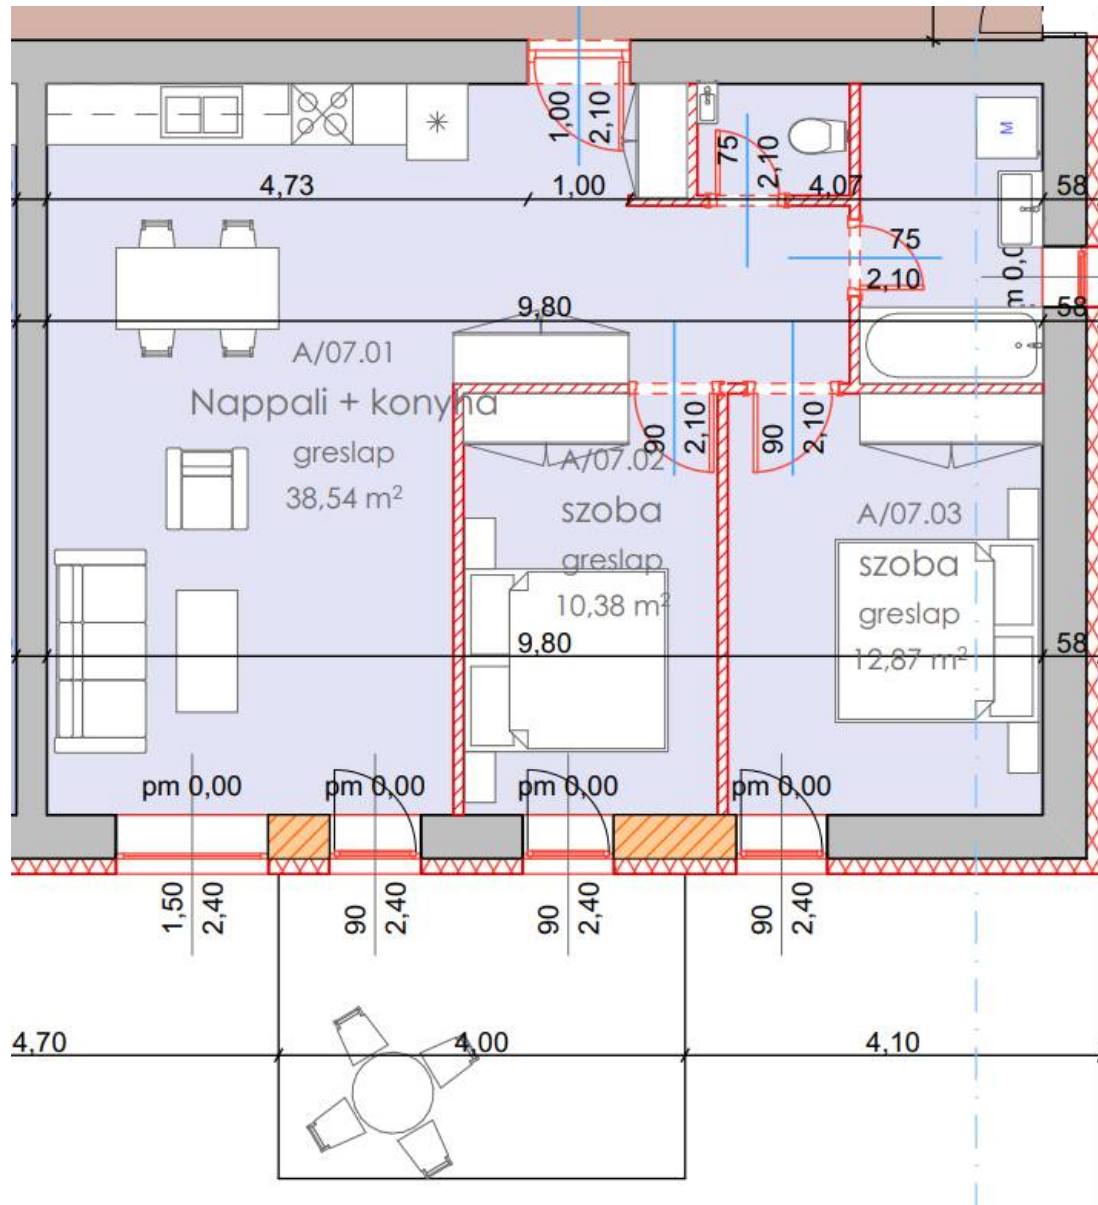 1,00
2,10
75
2,10
M
4,73
1,00
4,07
58
75
2,10
pm 0,0
9,80
58
A/07.01
Nappali + konyha
greslap
38,54 m²
90
2,10
90
2,10
A/07.02
szoba
greslap
10,38 m²
A/07.03
szoba
greslap
12,87 m²
9,80
58
pm 0,00
pm 0,00
pm 0,00
pm 0,00
1,50
2,40
90
2,40
90
2,40
90
2,40
4,70
4,00
4,10